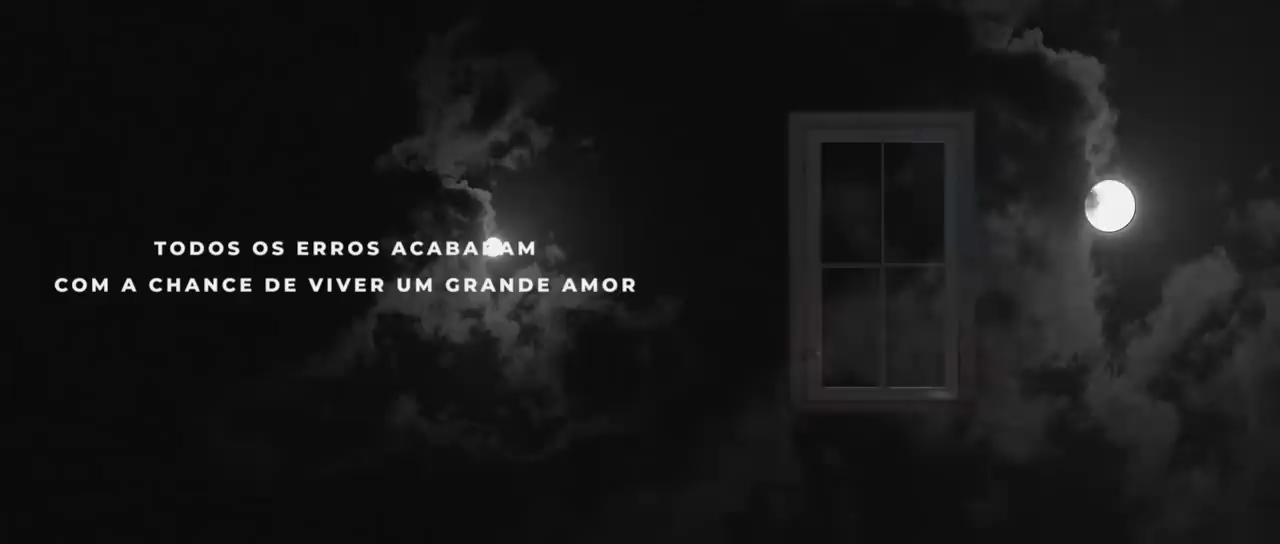 TODOS OS ERROS ACABARAM
COM A CHANCE DE VIVER UM GRANDE AMOR